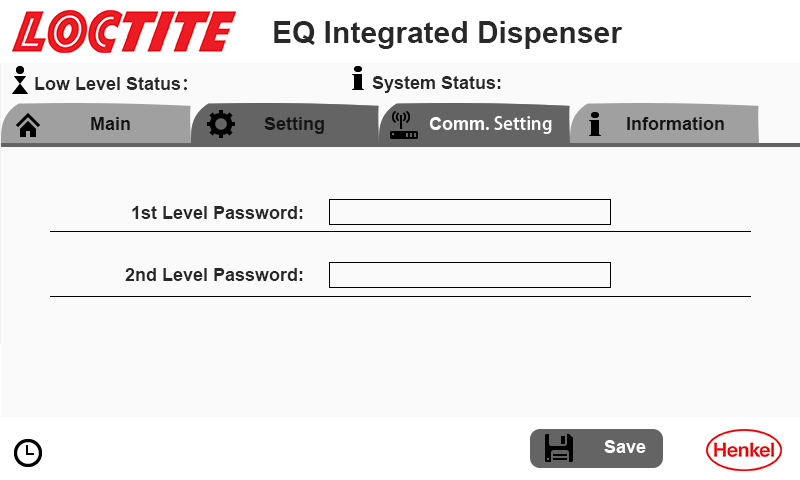 LOCTITE EQ Integrated Dispenser
Low Level Status: System Status:
Main Setting Comm. Setting Information
1st Level Password:
2nd Level Password:
Save Henkel